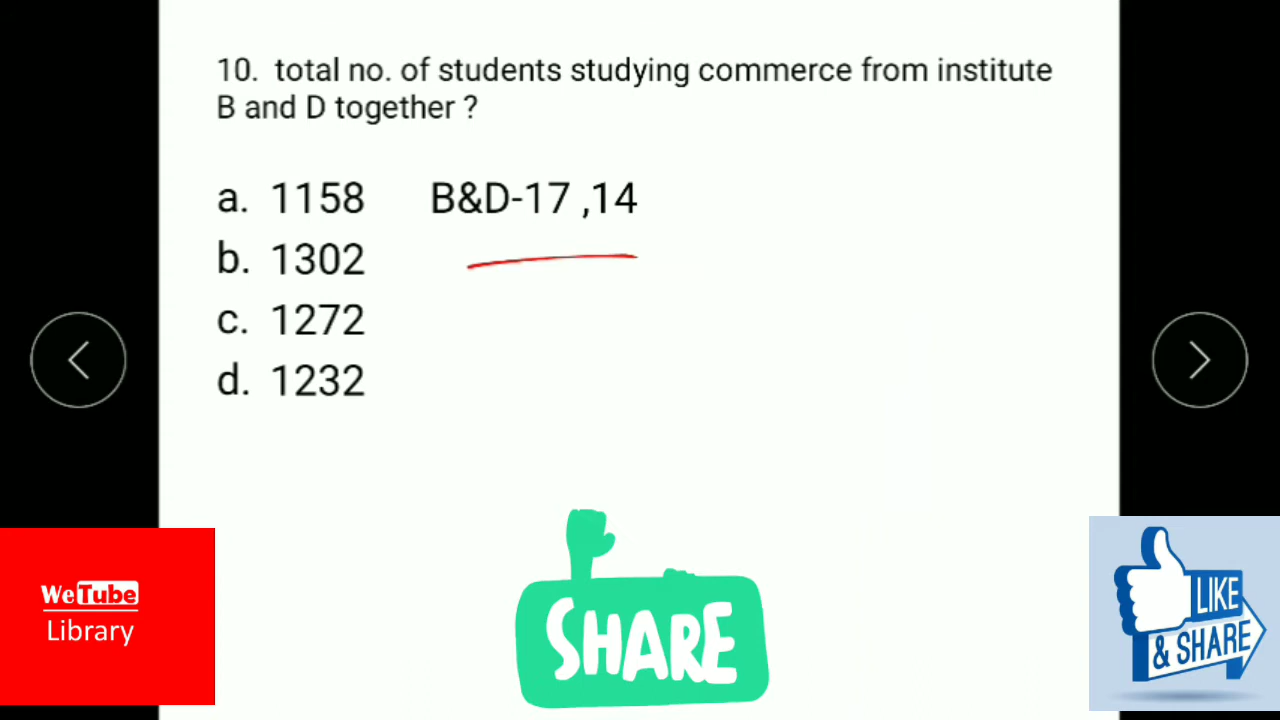 10. total no. of students studying commerce from institute
B and D together ?
a. 1158 B&D-17 ,14
b. 1302
c. 1272
d. 1232
WeTube
Library
SHARE
LIKE
& SHARE